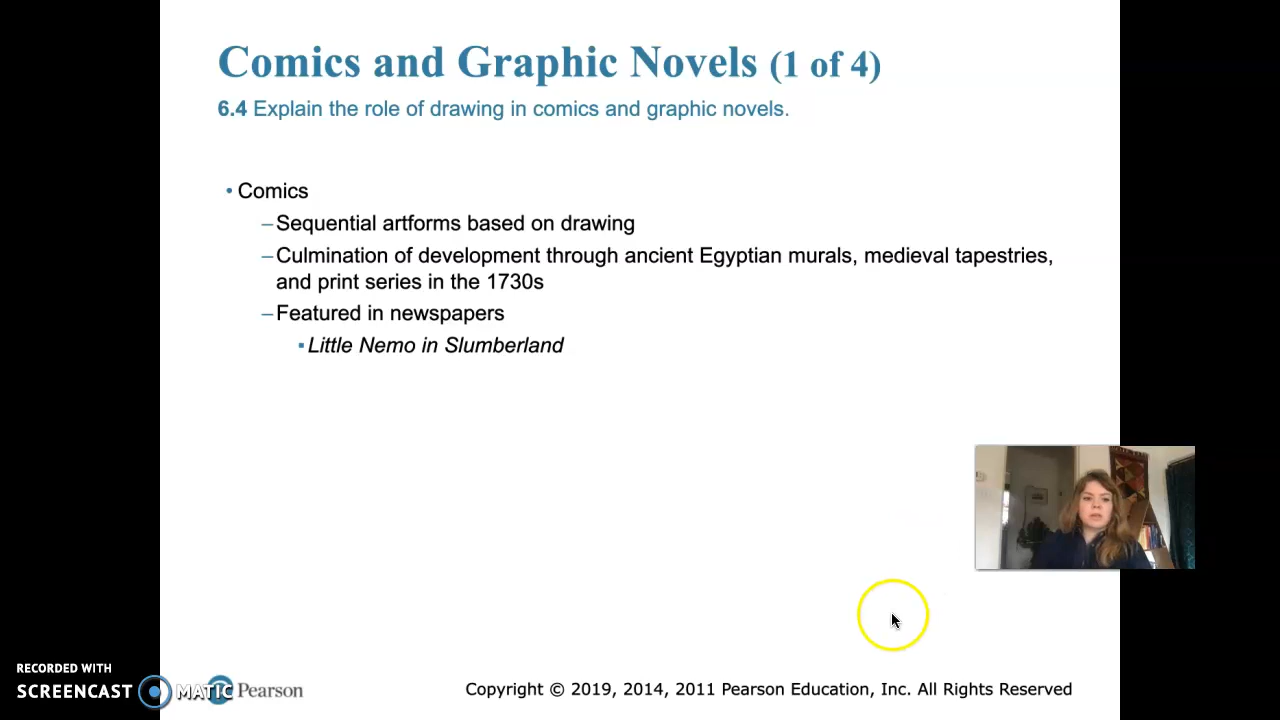 Comics and Graphic Novels (1 of 4)
6.4 Explain the role of drawing in comics and graphic novels.
• Comics
–Sequential artforms based on drawing
–Culmination of development through ancient Egyptian murals, medieval tapestries,
and print series in the 1730s
–Featured in newspapers
▪ Little Nemo in Slumberland
RECORDED WITH
SCREENCAST MATIC
Pearson
Copyright © 2019, 2014, 2011 Pearson Education, Inc. All Rights Reserved